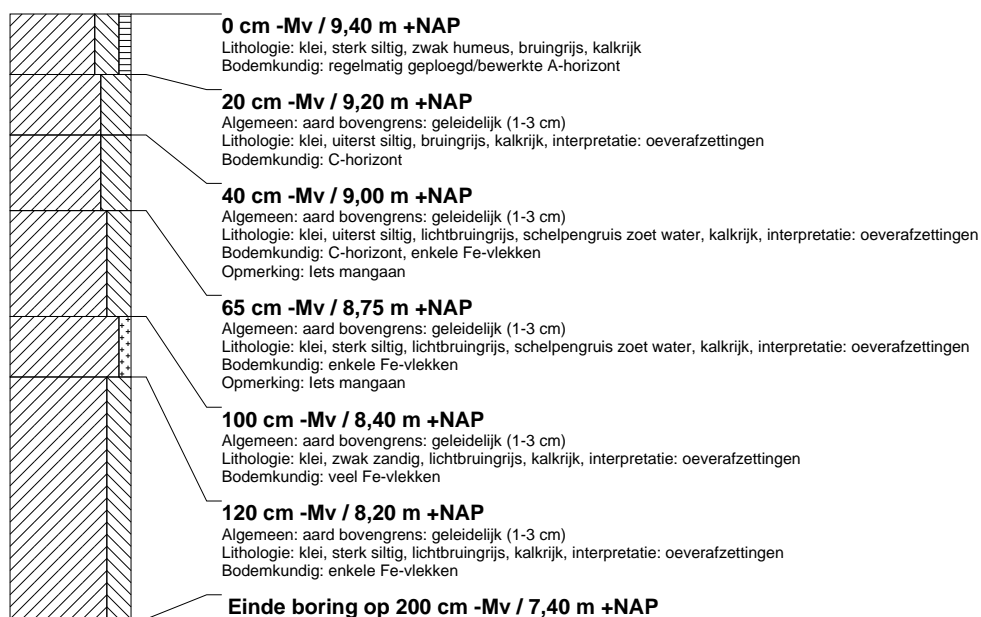 0 cm -Mv / 9,40 m +NAP
Lithologie: klei, sterk siltig, zwak humeus, bruingrijs, kalkrijk
Bodemkundig: regelmatig geploegd/bewerkte A-horizont
20 cm -Mv / 9,20 m +NAP
Algemeen: aard bovengrens: geleidelijk (1-3 cm)
Lithologie: klei, uiterst siltig, bruingrijs, kalkrijk, interpretatie: oeverafzettingen
Bodemkundig: C-horizont
40 cm -Mv / 9,00 m +NAP
Algemeen: aard bovengrens: geleidelijk (1-3 cm)
Lithologie: klei, uiterst siltig, lichtbruingrijs, schelpengruis zoet water, kalkrijk, interpretatie: oeverafzettingen
Bodemkundig: C-horizont, enkele Fe-vlekken
Opmerking: Iets mangaan
65 cm -Mv / 8,75 m +NAP
Algemeen: aard bovengrens: geleidelijk (1-3 cm)
Lithologie: klei, sterk siltig, lichtbruingrijs, schelpengruis zoet water, kalkrijk, interpretatie: oeverafzettingen
Bodemkundig: enkele Fe-vlekken
Opmerking: Iets mangaan
100 cm -Mv / 8,40 m +NAP
Algemeen: aard bovengrens: geleidelijk (1-3 cm)
Lithologie: klei, zwak zandig, lichtbruingrijs, kalkrijk, interpretatie: oeverafzettingen
Bodemkundig: veel Fe-vlekken
120 cm -Mv / 8,20 m +NAP
Algemeen: aard bovengrens: geleidelijk (1-3 cm)
Lithologie: klei, sterk siltig, lichtbruingrijs, kalkrijk, interpretatie: oeverafzettingen
Bodemkundig: enkele Fe-vlekken
Einde boring op 200 cm -Mv / 7,40 m +NAP